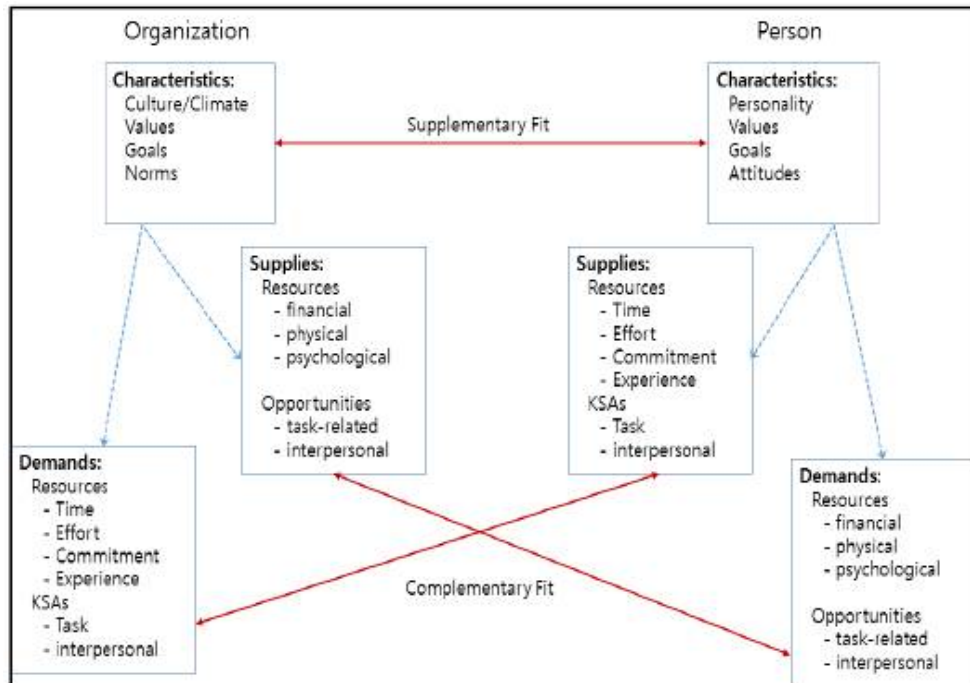 Organization
Person
Characteristics:
Culture/Climate
Values
Goals
Norms
Supplementary Fit
Characteristics:
Personality
Values
Goals
Attitudes
Supplies:
Resources
- financial
- physical
- psychological
Opportunities
- task-related
- interpersonal
Supplies:
Resources
- Time
- Effort
- Commitment
- Experience
KSAs
- Task
- interpersonal
Demands:
Resources
- Time
- Effort
- Commitment
- Experience
KSAs
- Task
- interpersonal
Complementary Fit
Demands:
Resources
- financial
- physical
- psychological
Opportunities
- task-related
- interpersonal